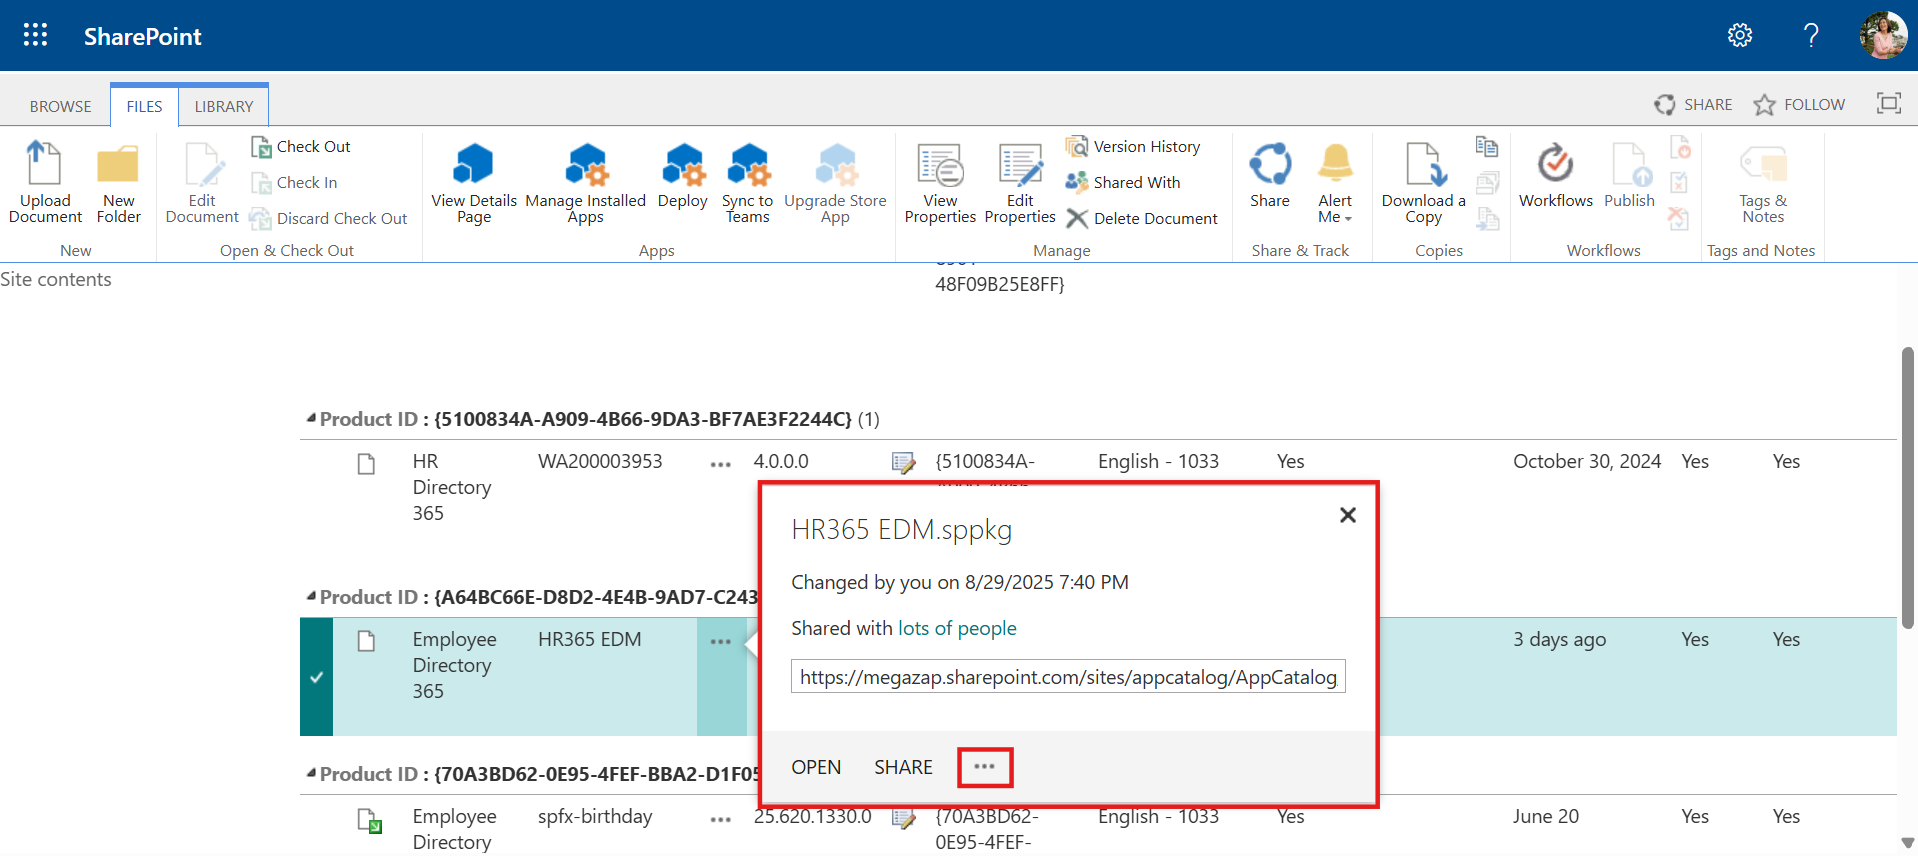 SharePoint
BROWSE FILES LIBRARY SHARE FOLLOW
Upload Document
New Folder
New
Edit Document
Check Out
Check In
Discard Check Out
Open & Check Out
View Details Page
Manage Installed Apps
Deploy
Sync to Teams
Upgrade Store App
Apps
View Properties
Edit Properties
Version History
Shared With
Delete Document
Manage
Share
Alert Me
Share & Track
Download a Copy
Copies
Workflows
Publish
Workflows
Tags & Notes
Tags and Notes
Site contents
48F09B25E8FF}
Product ID : {5100834A-A909-4B66-9DA3-BF7AE3F2244C} (1)
HR WA200003953 ... 4.0.0.0 {5100834A- English - 1033 Yes October 30, 2024 Yes Yes
Directory
365
Product ID : {A64BC66E-D8D2-4E4B-9AD7-C243
Employee HR365 EDM ... 3 days ago Yes Yes
Directory
365
HR365 EDM.sppkg
Changed by you on 8/29/2025 7:40 PM
Shared with lots of people
https://megazap.sharepoint.com/sites/appcatalog/AppCatalog
OPEN SHARE ...
Product ID : {70A3BD62-0E95-4FEF-BBA2-D1F05
Employee spfx-birthday ... 25.620.1330.0 {70A3BD62- English - 1033 Yes June 20 Yes Yes
Directory 0E95-4FEF-